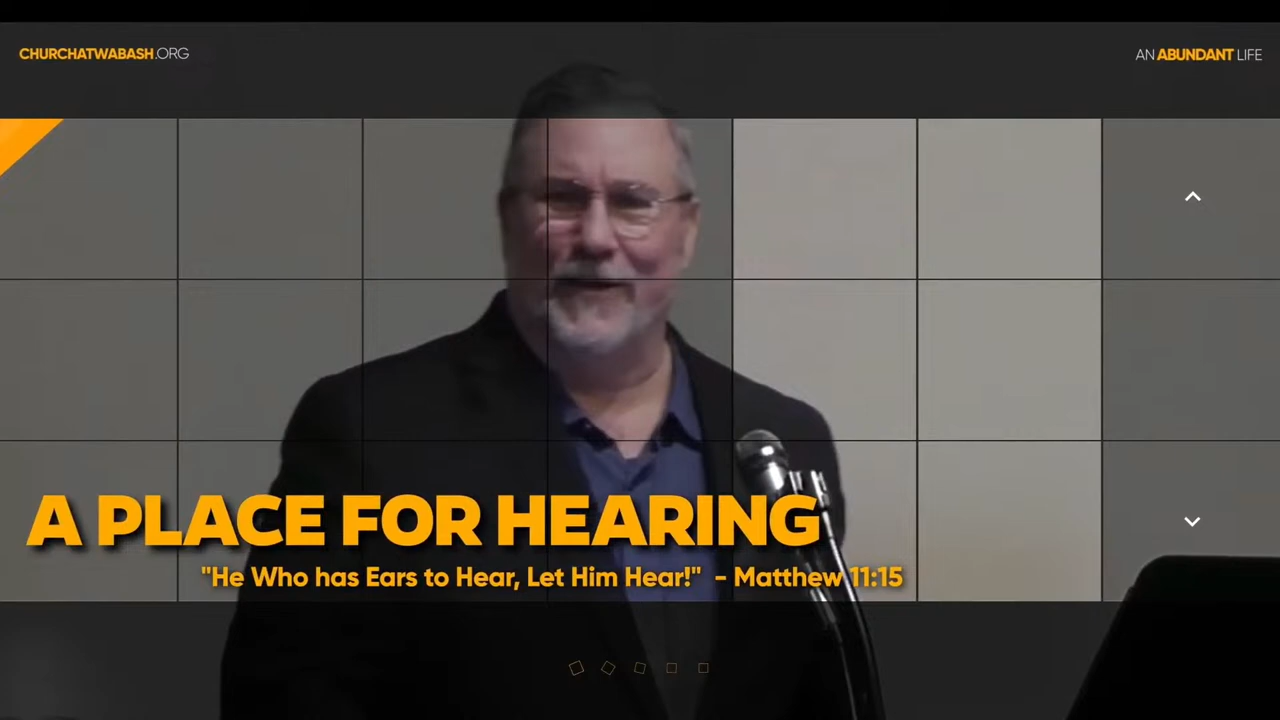 CHURCHATWABASH.ORG
AN ABUNDANT LIFE
A PLACE FOR HEARING
"He Who has Ears to Hear, Let Him Hear!" - Matthew 11:15